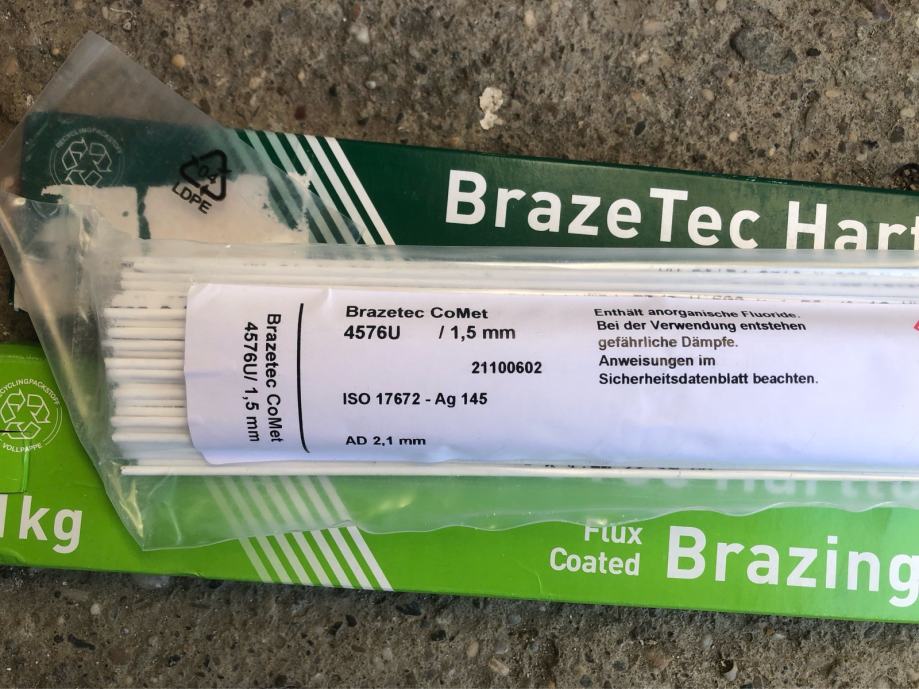 RECYCLINGPACKSTOFF
04
LDPE
BrazeTec
Brazetec CoMet
4576U/ 1,5 mm
Brazetec CoMet
4576U / 1,5 mm
21100602
ISO 17672 - Ag 145
AD 2,1 mm
Enthält anorganische Fluoride.
Bei der Verwendung entstehen
gefährliche Dämpfe.
Anweisungen im
Sicherheitsdatenblatt beachten.
VOLLPAPPE
1kg
Flux
Coated
Brazing